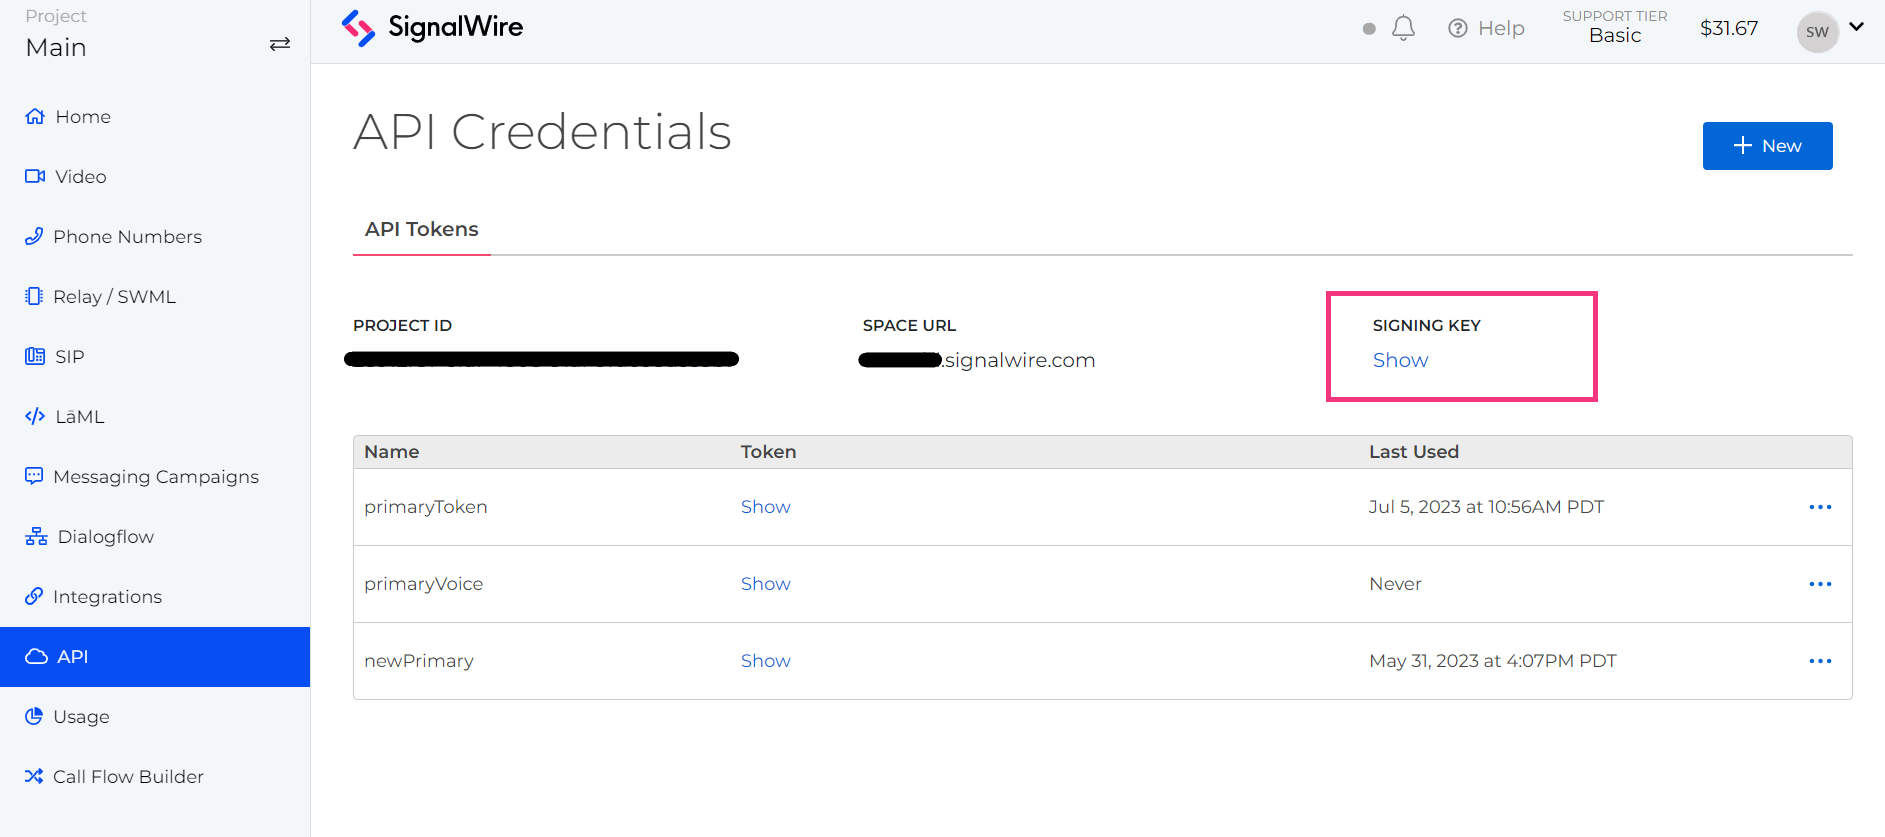 Project
Main
Home
Video
Phone Numbers
Relay / SWML
SIP
LāML
Messaging Campaigns
Dialogflow
Integrations
API
Usage
Call Flow Builder
SignalWire
Help
SUPPORT TIER
Basic
$31.67
SW
API Credentials
+ New
API Tokens
PROJECT ID
SPACE URL
.signalwire.com
SIGNING KEY
Show
Name Token Last Used
primaryToken Show Jul 5, 2023 at 10:56AM PDT ...
primaryVoice Show Never ...
newPrimary Show May 31, 2023 at 4:07PM PDT ...